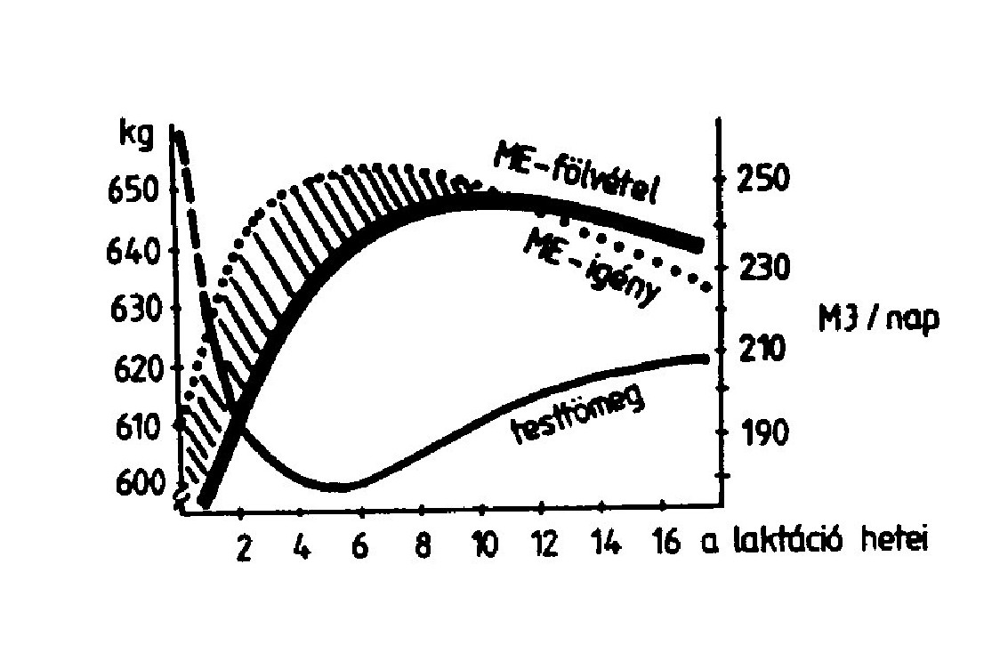 kg
650
640
630
620
610
600
ME-fölvétel
ME-igény
testtömeg
250
230
210
190
MJ / nap
2 4 6 8 10 12 14 16 a laktáció hetei